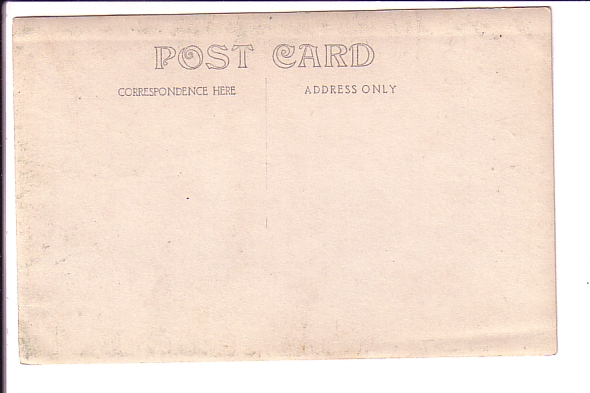 POST CARD
CORRESPONDENCE HERE
ADDRESS ONLY